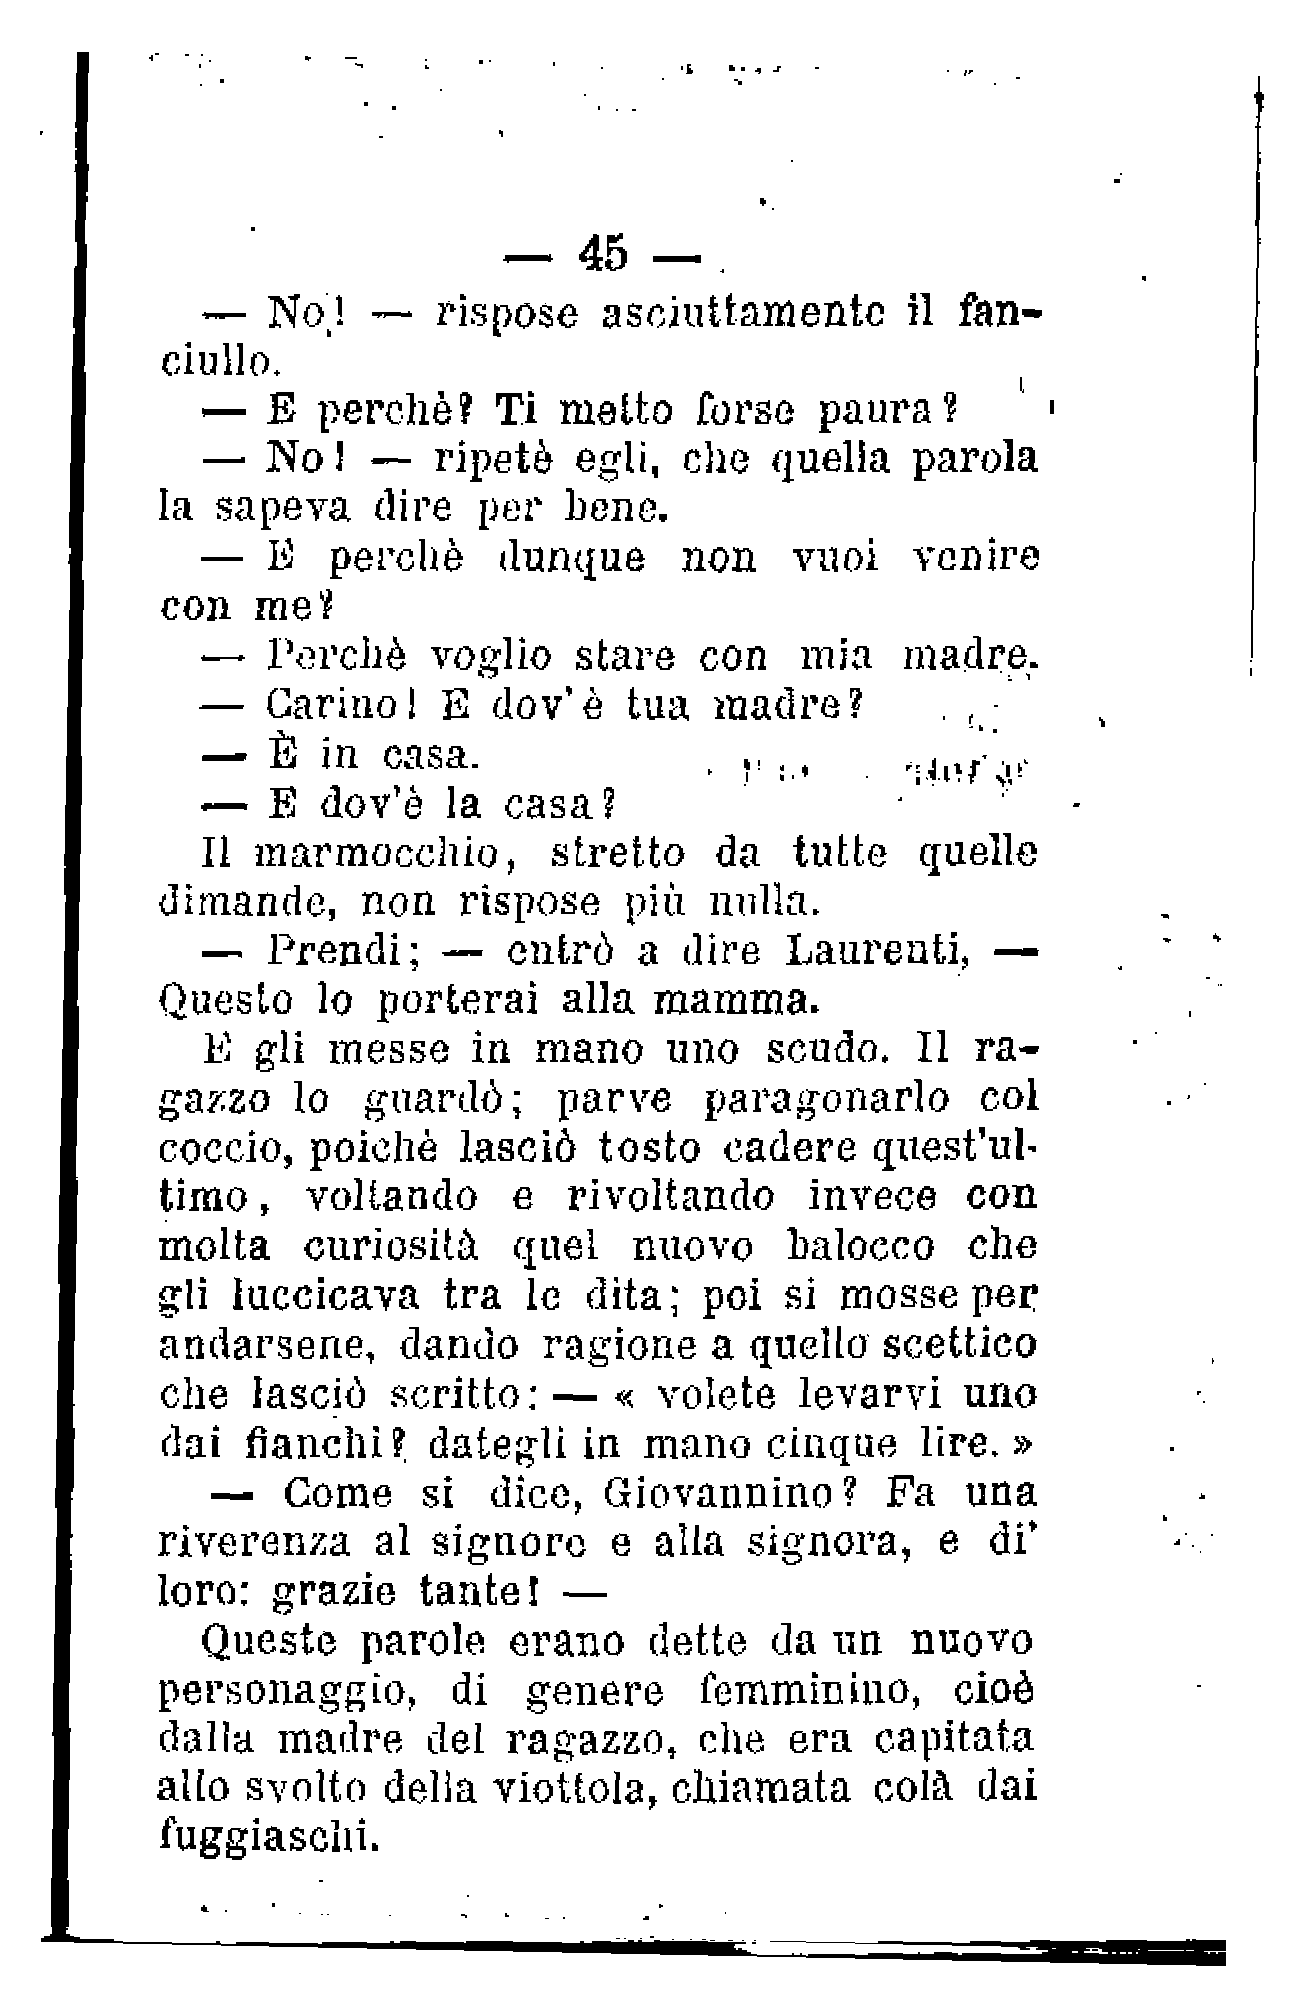 — 45 —
— No! — rispose asciuttamente il fan-
ciullo.
— E perchè? Ti metto forse paura?
— No! — ripetè egli, che quella parola
la sapeva dire per bene.
— E perchè dunque non vuoi venire
con me?
— Perchè voglio stare con mia madre.
— Carino! E dov'è tua madre?
— È in casa.
— E dov'è la casa?
Il marmocchio, stretto da tutte quelle
dimande, non rispose più nulla.
— Prendi; — entrò a dire Laurenti, —
Questo lo porterai alla mamma.
E gli messe in mano uno scudo. Il ra-
gazzo lo guardò; parve paragonarlo col
coccio, poichè lasciò tosto cadere quest'ul-
timo, voltando e rivoltando invece con
molta curiosità quel nuovo balocco che
gli luccicava tra le dita; poi si mosse per
andarsene, dando ragione a quello scettico
che lasciò scritto: — « volete levarvi uno
dai fianchi? dategli in mano cinque lire. »
— Come si dice, Giovannino? Fa una
riverenza al signore e alla signora, e di'
loro: grazie tante! —
Queste parole erano dette da un nuovo
personaggio, di genere femminino, cioè
dalla madre del ragazzo, che era capitata
allo svolto della viottola, chiamata colà dai
fuggiaschi.